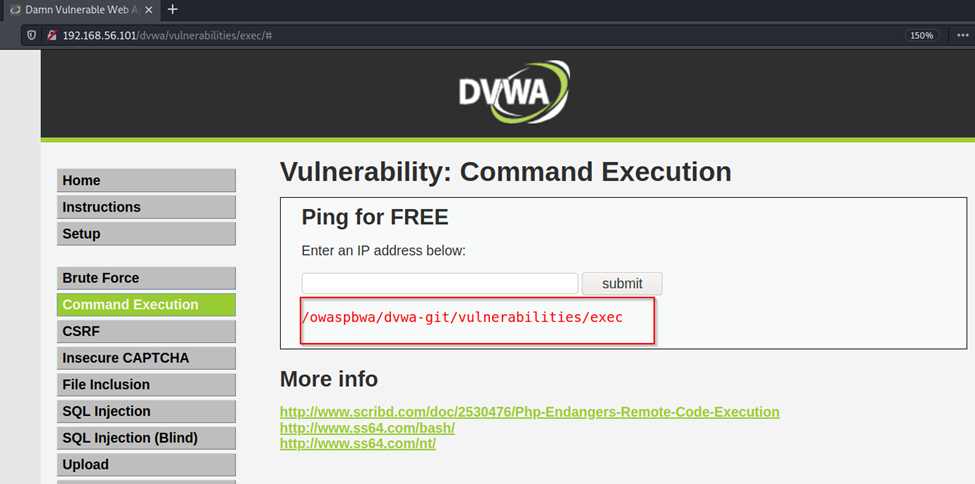 Damn Vulnerable Web A
192.168.56.101/dvwa/vulnerabilities/exec/#
150%
DVWA
Home
Instructions
Setup
Brute Force
Command Execution
CSRF
Insecure CAPTCHA
File Inclusion
SQL Injection
SQL Injection (Blind)
Upload
Vulnerability: Command Execution
Ping for FREE
Enter an IP address below:
submit
/owaspbwa/dvwa-git/vulnerabilities/exec
More info
http://www.scribd.com/doc/2530476/Php-Endangers-Remote-Code-Execution
http://www.ss64.com/bash/
http://www.ss64.com/nt/